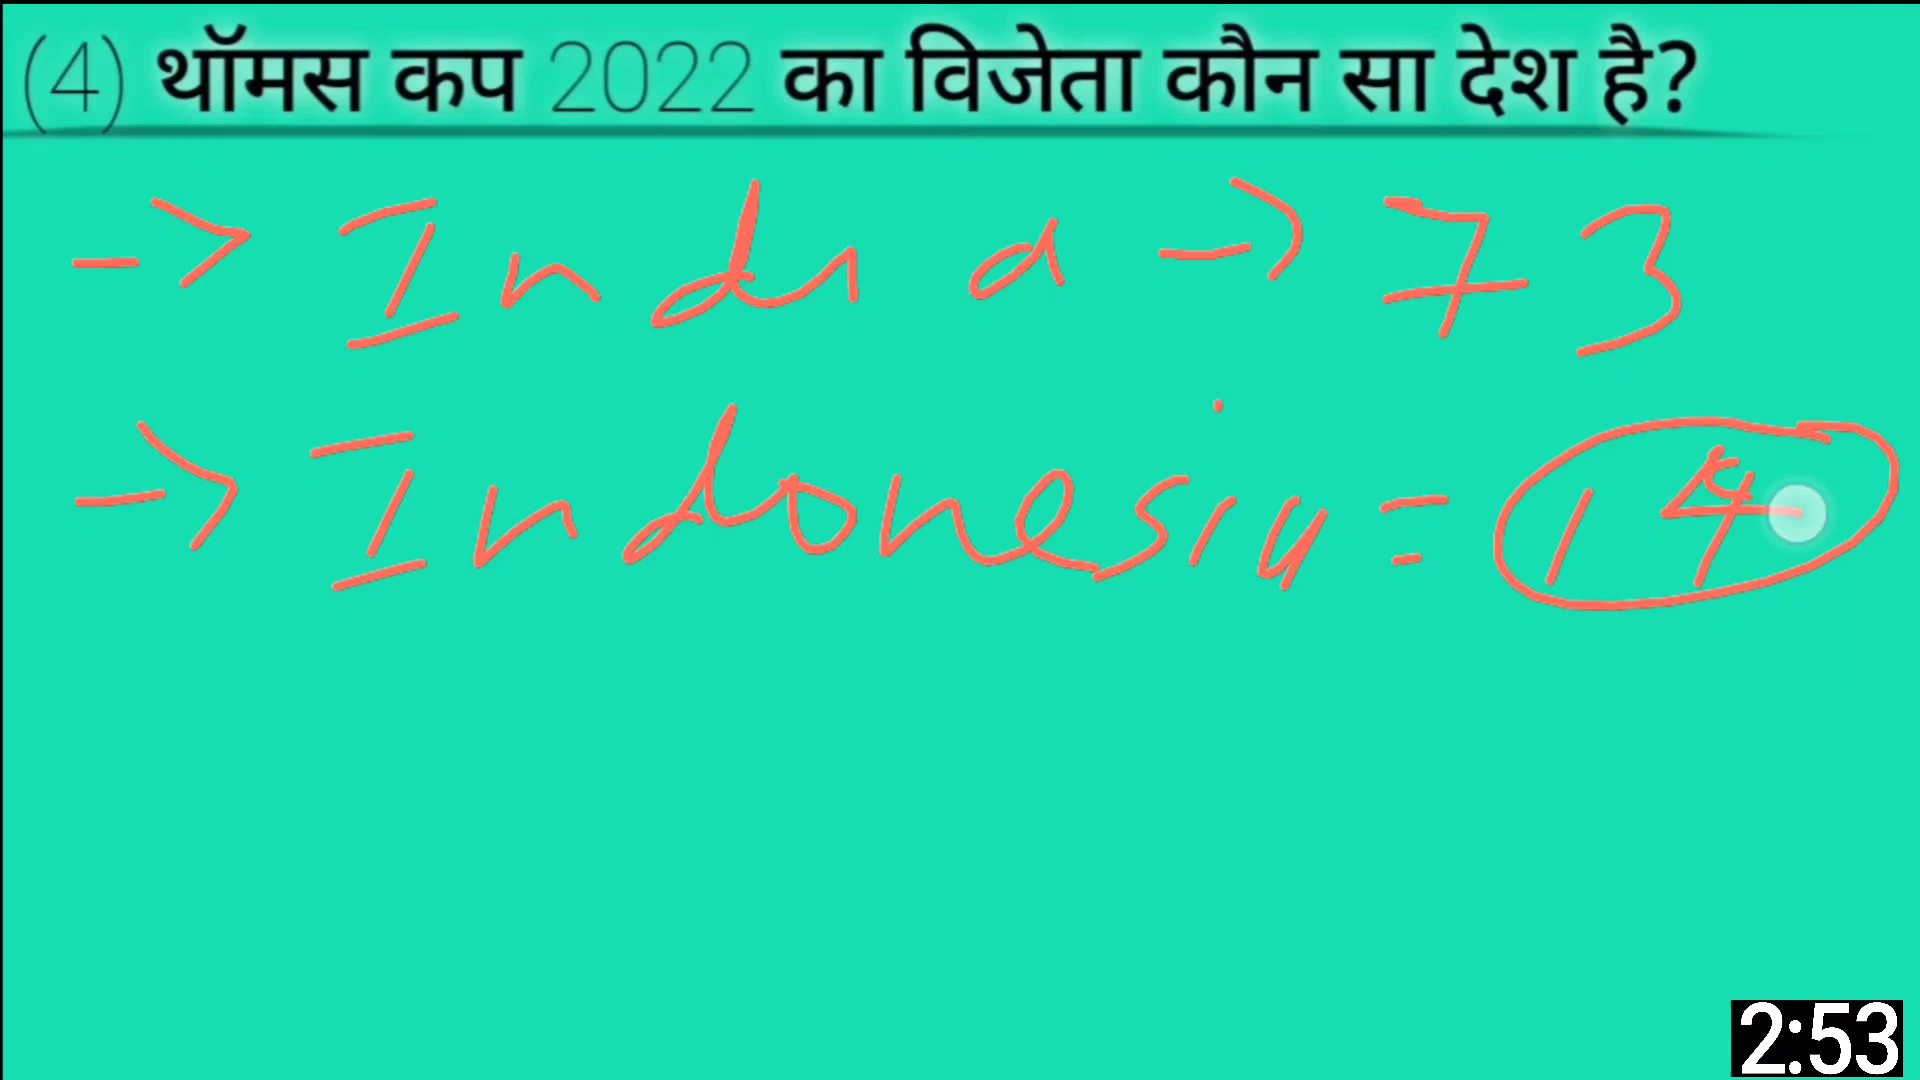 (4) थॉमस कप 2022 का विजेता कौन सा देश है?
→ India → 73
→ Indonesia = 14
2:53